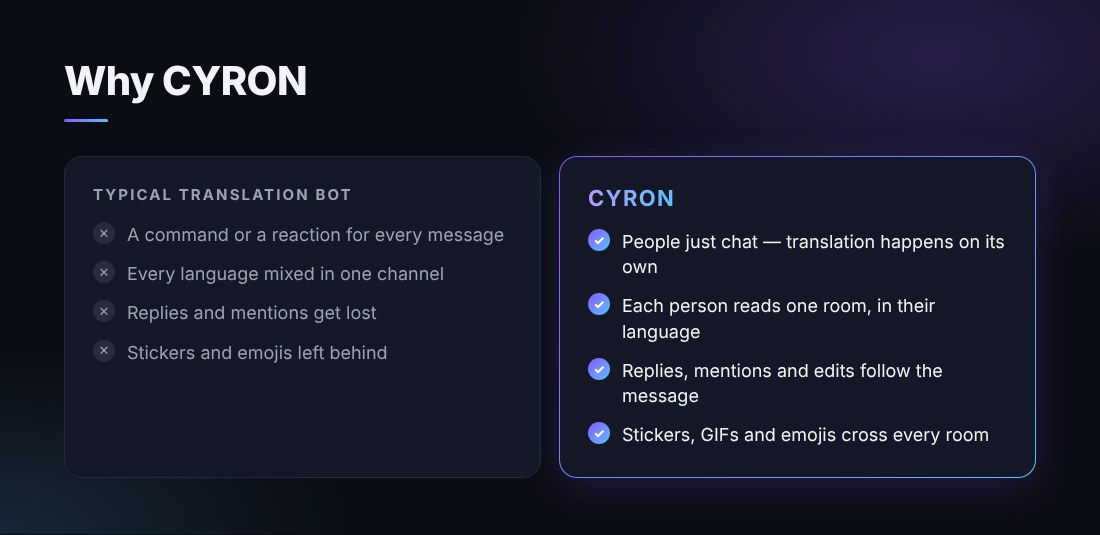 Why CYRON
TYPICAL TRANSLATION BOT
A command or a reaction for every message
Every language mixed in one channel
Replies and mentions get lost
Stickers and emojis left behind
CYRON
People just chat — translation happens on its
own
Each person reads one room, in their
language
Replies, mentions and edits follow the
message
Stickers, GIFs and emojis cross every room